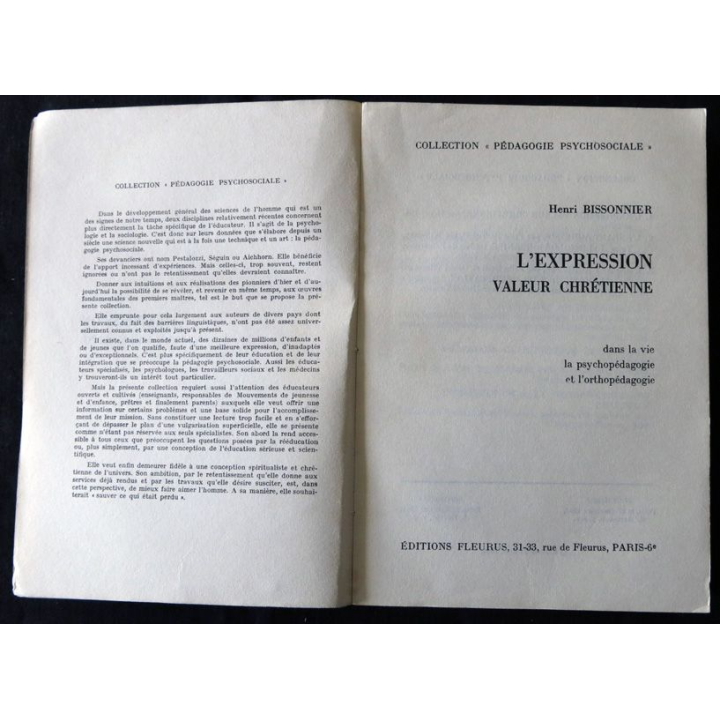 COLLECTION « PÉDAGOGIE PSYCHOSOCIALE »
Dans le développement général des sciences de l'homme qui est un
des signes de notre temps, deux disciplines relativement récentes concernent
plus directement la tâche spécifique de l'éducateur. Il s'agit de la psycho-
logie et de la sociologie. C'est donc sur leurs données que s'élabore depuis un
siècle une science nouvelle qui est à la fois une technique et un art : la péda-
gogie psychosociale.
Ses devanciers ont nom Pestalozzi, Séguin ou Aichhorn. Elle bénéficie
de l'apport incessant d'expériences. Mais celles-ci, trop souvent, restent
ignorées ou n'ont pas le retentissement qu'elles devraient connaître.
Donner aux intuitions et aux réalisations des pionniers d'hier et d'au-
jourd'hui la possibilité de se révéler, et revenir en même temps, aux œuvres
fondamentales des premiers maîtres, tel est le but que se propose la pré-
sente collection.
Elle emprunte pour cela largement aux auteurs de divers pays dont
les travaux, du fait des barrières linguistiques, n'ont pas été assez univer-
sellement connus et exploités jusqu'à présent.
Il existe, dans le monde actuel, des dizaines de millions d'enfants et
de jeunes que l'on qualifie, faute d'une meilleure expression, d'inadaptés
ou d'exceptionnels. C'est plus spécifiquement de leur éducation et de leur
intégration que se préoccupe la pédagogie psychosociale. Aussi les éduca-
teurs spécialisés, les psychologues, les travailleurs sociaux et les médecins
y trouveront-ils un intérêt tout particulier.
Mais la présente collection requiert aussi l'attention des éducateurs
ouverts et cultivés (enseignants, responsables de Mouvements de jeunesse
et d'enfance, prêtres et finalement parents) auxquels elle veut offrir une
information sur certains problèmes et une base solide pour l'accomplisse-
ment de leur mission. Sans constituer une lecture trop facile et en s'effor-
çant de dépasser le plan d'une vulgarisation superficielle, elle se présente
comme n'étant pas réservée aux seuls spécialistes. Son abord la rend acces-
sible à tous ceux que préoccupent les questions posées par la rééducation
ou, plus simplement, par une conception de l'éducation sérieuse et scien-
tifique.
Elle veut enfin demeurer fidèle à une conception spiritualiste et chré-
tienne de l'univers. Son ambition, par le retentissement qu'elle donne aux
services déjà rendus et par les travaux qu'elle désire susciter, est, dans
cette perspective, de mieux faire aimer l'homme. A sa manière, elle souhai-
terait « sauver ce qui était perdu ».
COLLECTION « PÉDAGOGIE PSYCHOSOCIALE »
Henri BISSONNIER
L'EXPRESSION
VALEUR CHRÉTIENNE
dans la vie
la psychopédagogie
et l'orthopédagogie
ÉDITIONS FLEURUS, 31-33, rue de Fleurus, PARIS-6e